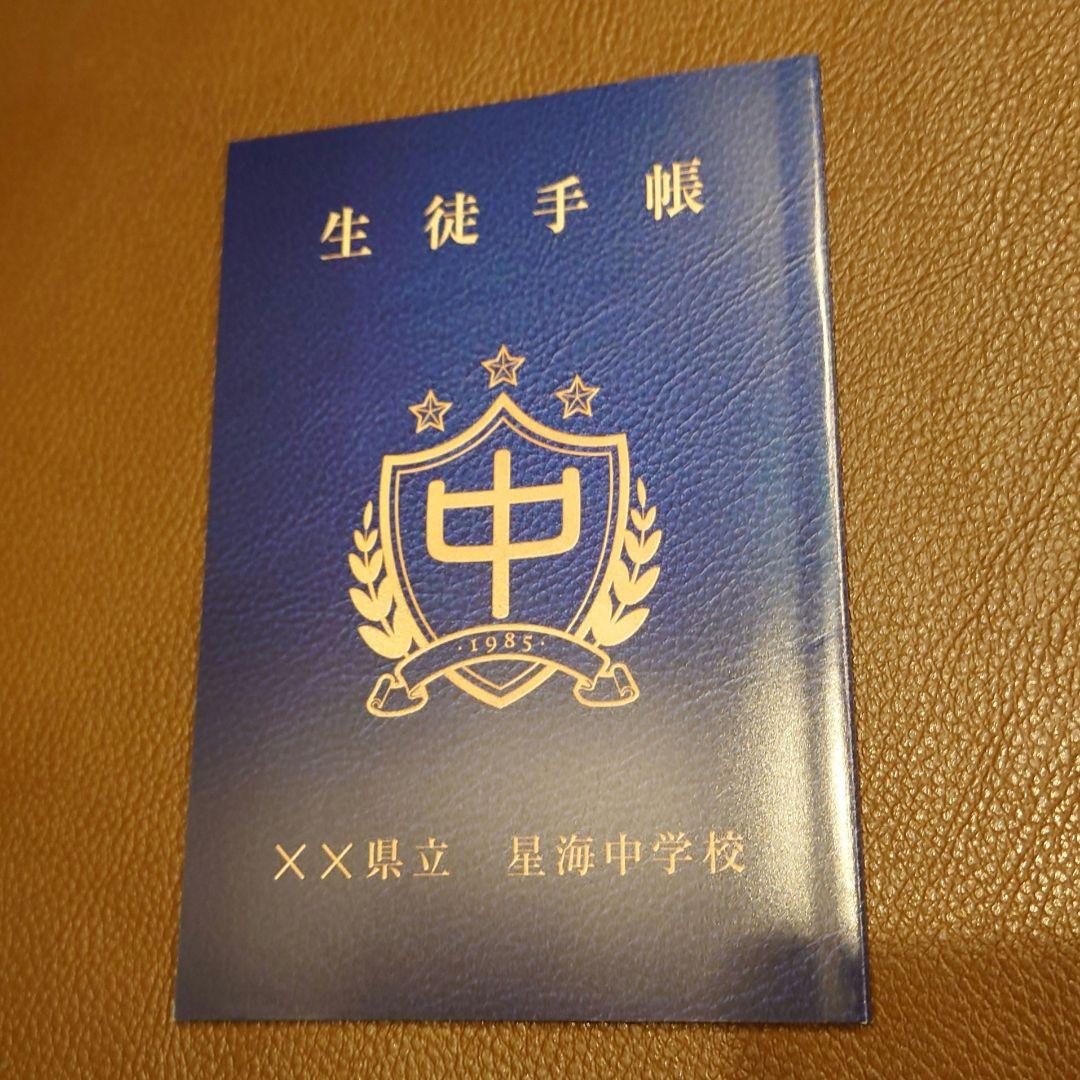 生徒手帳
中
·1985·
××県立　星海中学校